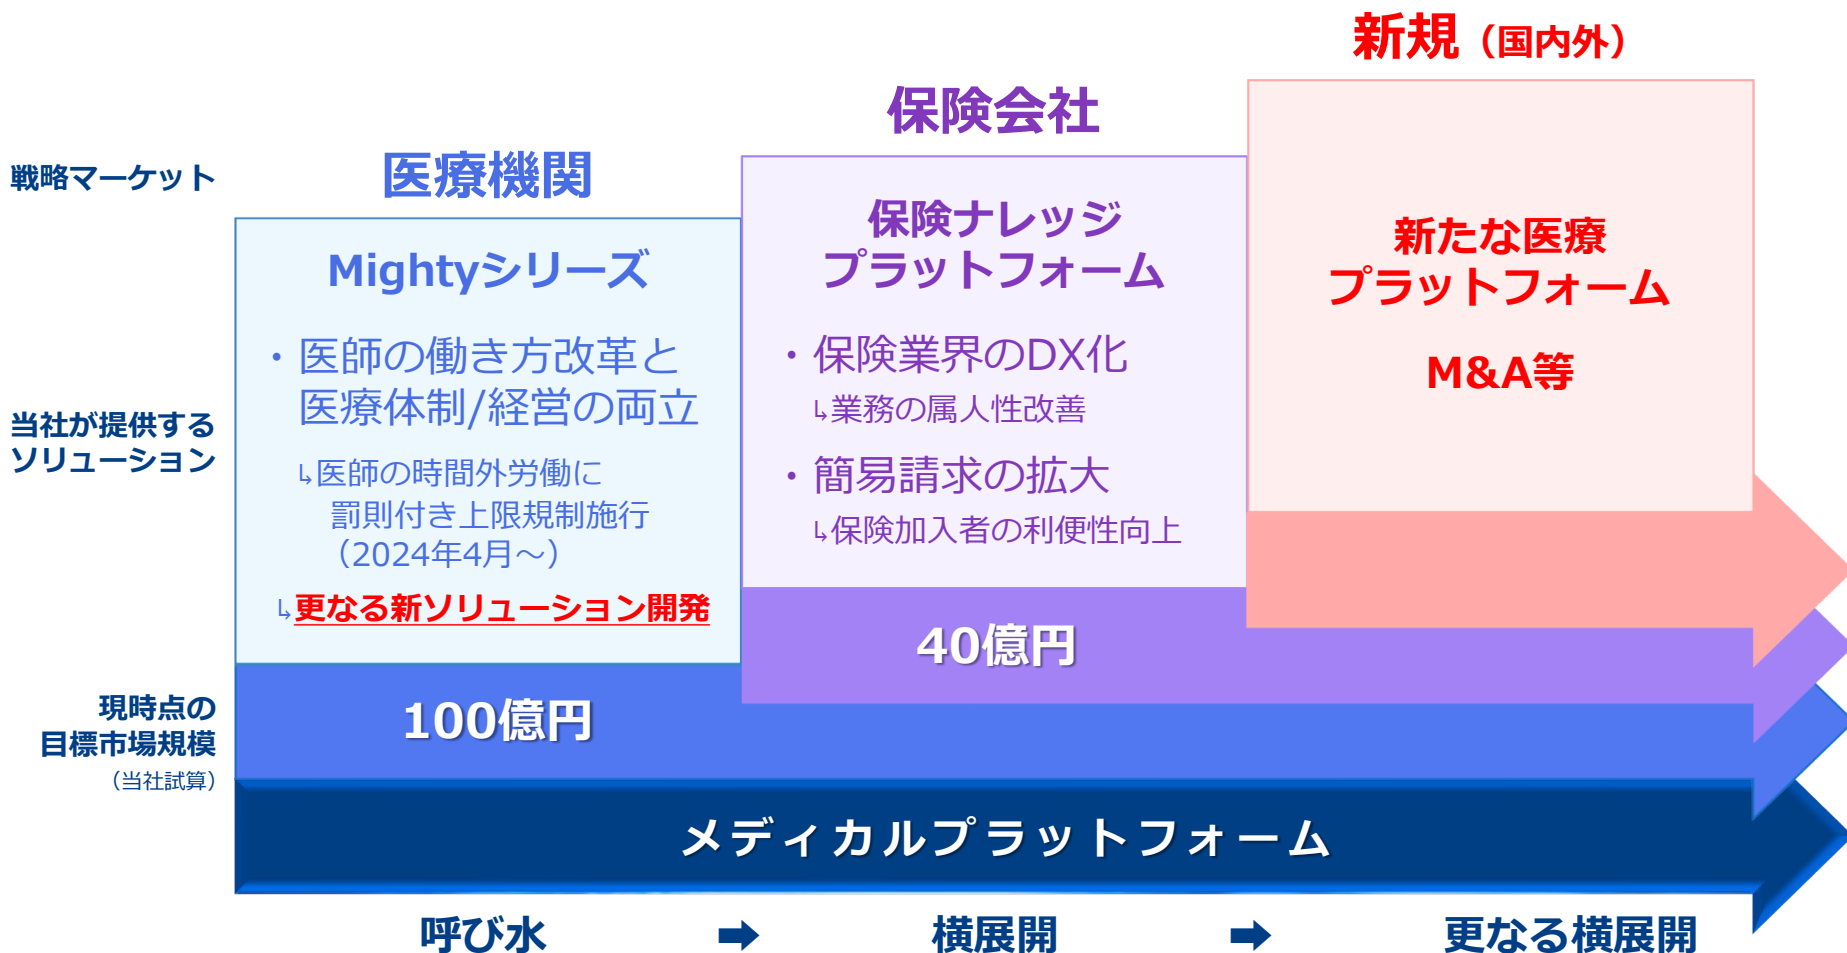 新規（国内外）
保険会社
医療機関
戦略マーケット
Mightyシリーズ
・医師の働き方改革と
医療体制/経営の両立
↳医師の時間外労働に
罰則付き上限規制施行
（2024年4月～）
↳更なる新ソリューション開発
保険ナレッジ
プラットフォーム
・保険業界のDX化
↳業務の属人性改善
・簡易請求の拡大
↳保険加入者の利便性向上
新たな医療
プラットフォーム
M&A等
当社が提供する
ソリューション
現時点の
目標市場規模
（当社試算）
100億円
40億円
メディカルプラットフォーム
呼び水 ➡ 横展開 ➡ 更なる横展開